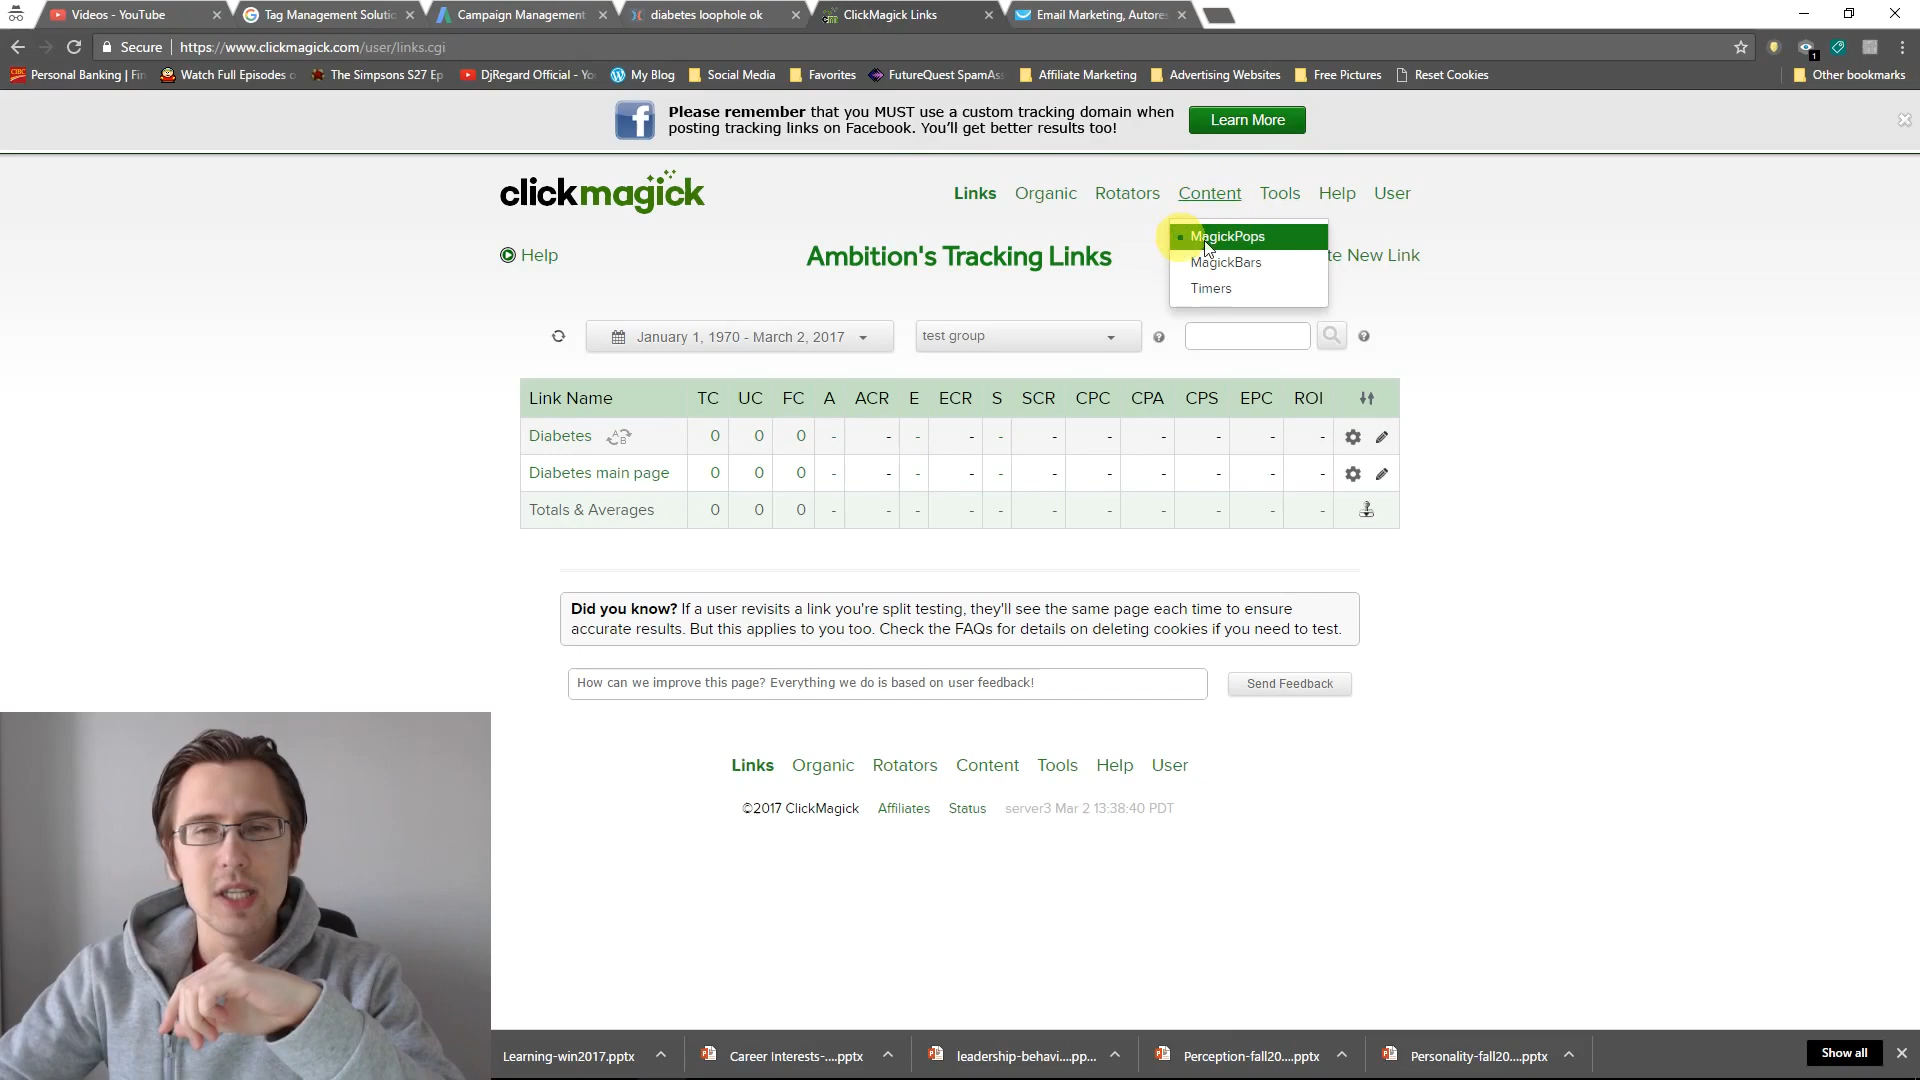 Videos - YouTube
Tag Management Solutic
Campaign Management
diabetes loophole ok
ClickMagick Links
Email Marketing, Autores
Secure
https://www.clickmagick.com/user/links.cgi
1
CIBC Personal Banking | Fin
Watch Full Episodes o
The Simpsons S27 Ep
DjRegard Official - Yo
My Blog
Social Media
Favorites
FutureQuest SpamAs
Affiliate Marketing
Advertising Websites
Free Pictures
Reset Cookies
Other bookmarks
Please remember that you MUST use a custom tracking domain when
posting tracking links on Facebook. You'll get better results too!
Learn More
clickmagick
Links Organic Rotators Content Tools Help User
MagickPops
MagickBars
Timers
Help
Ambition's Tracking Links
te New Link
January 1, 1970 - March 2, 2017
test group
Link Name TC UC FC A ACR E ECR S SCR CPC CPA CPS EPC ROI
Diabetes AB 0 0 0 - - - - - - - - - - -
Diabetes main page 0 0 0 - - - - - - - - - - -
Totals & Averages 0 0 0 - - - - - - - - - - -
Did you know? If a user revisits a link you're split testing, they'll see the same page each time to ensure
accurate results. But this applies to you too. Check the FAQs for details on deleting cookies if you need to test.
How can we improve this page? Everything we do is based on user feedback!
Send Feedback
Links Organic Rotators Content Tools Help User
©2017 ClickMagick Affiliates Status server3 Mar 2 13:38:40 PDT
Learning-win2017.pptx
Career Interests-....pptx
leadership-behavi....pp...
Perception-fall20....pptx
Personality-fall20....pptx
Show all